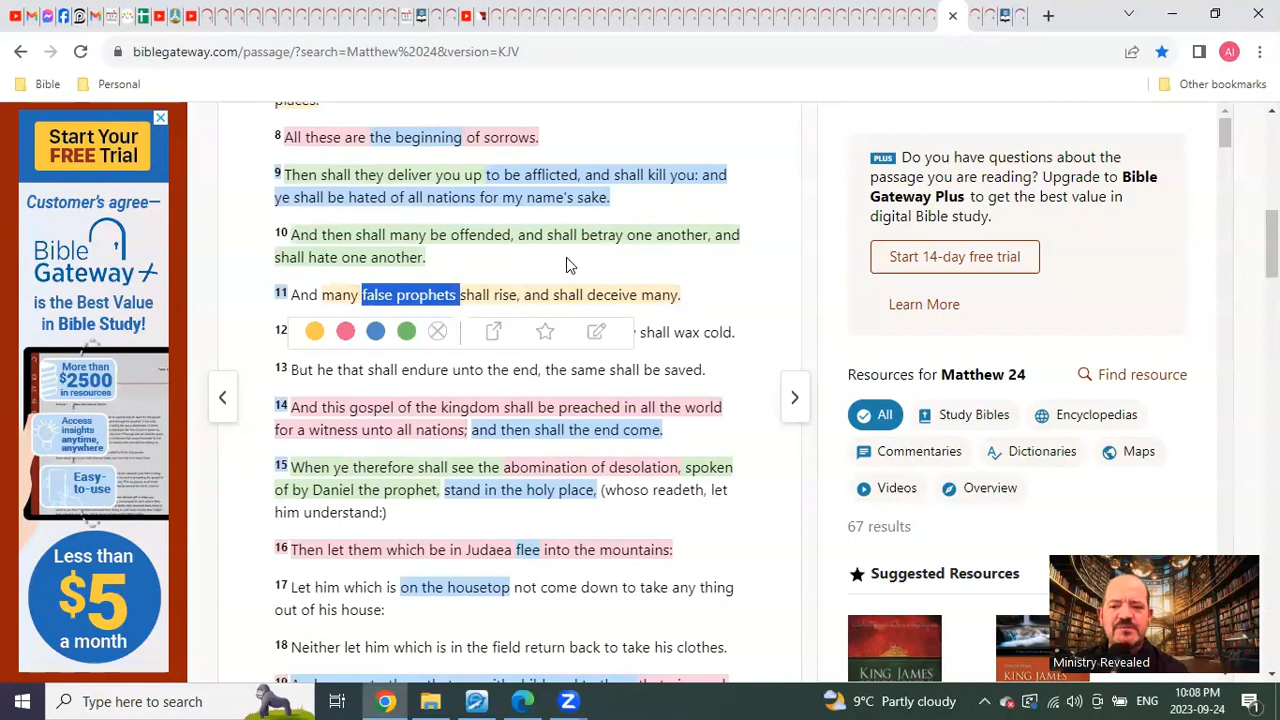 biblegateway.com/passage/?search=Matthew%2024&version=KJV
AI
Bible
Personal
Other bookmarks
places.
8 All these are the beginning of sorrows.
9 Then shall they deliver you up to be afflicted, and shall kill you: and
ye shall be hated of all nations for my name's sake.
10 And then shall many be offended, and shall betray one another, and
shall hate one another.
11 And many false prophets shall rise, and shall deceive many.
12
shall wax cold.
13 But he that shall endure unto the end, the same shall be saved.
14 And this gospel of the kingdom shall be preached in all the world
for a witness unto all nations; and then shall the end come.
15 When ye therefore shall see the abomination of desolation, spoken
of by Daniel the prophet, stand in the holy place, (whoso readeth, let
him understand:)
16 Then let them which be in Judaea flee into the mountains:
17 Let him which is on the housetop not come down to take any thing
out of his house:
18 Neither let him which is in the field return back to take his clothes.
Start Your
FREE Trial
Customer's agree—
Bible
Gateway+
is the Best Value
in Bible Study!
More than
$2500
in resources
Access
insights
anytime,
anywhere
Easy-
to-use
Less than
$5
a month
PLUS Do you have questions about the
passage you are reading? Upgrade to Bible
Gateway Plus to get the best value in
digital Bible study.
Start 14-day free trial
Learn More
Resources for Matthew 24
Find resource
All
Study Bibles
Encyclopedias
Commentaries
Dictionaries
Maps
Videos
Overview
67 results
Suggested Resources
KING JAMES
KING JAMES
Ministry Revealed
Type here to search
9°C Partly cloudy
ENG
10:08 PM
2023-09-24